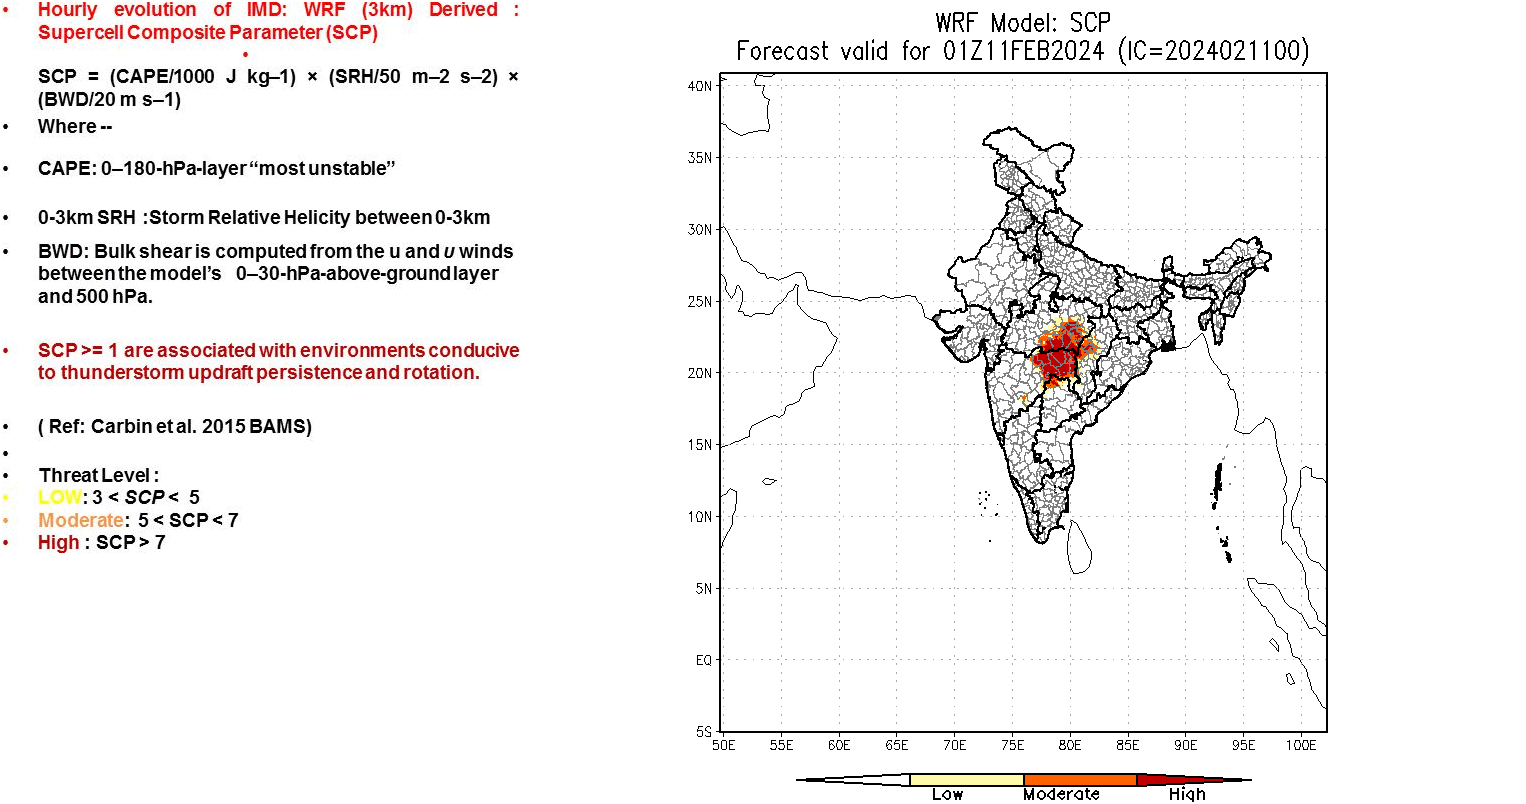 • Hourly evolution of IMD: WRF (3km) Derived :
Supercell Composite Parameter (SCP)
•
SCP = (CAPE/1000 J kg–1) × (SRH/50 m–2 s–2) ×
(BWD/20 m s–1)
• Where --
• CAPE: 0–180-hPa-layer “most unstable”
• 0-3km SRH :Storm Relative Helicity between 0-3km
• BWD: Bulk shear is computed from the u and υ winds
between the model’s 0–30-hPa-above-ground layer
and 500 hPa.
• SCP >= 1 are associated with environments conducive
to thunderstorm updraft persistence and rotation.
• ( Ref: Carbin et al. 2015 BAMS)
•
• Threat Level :
• LOW: 3 < SCP < 5
• Moderate: 5 < SCP < 7
• High : SCP > 7
WRF Model: SCP
Forecast valid for 01Z11FEB2024 (IC=2024021100)
40N
35N
30N
25N
20N
15N
10N
5N
EQ
5S
50E 55E 60E 65E 70E 75E 80E 85E 90E 95E 100E
Low Moderate High